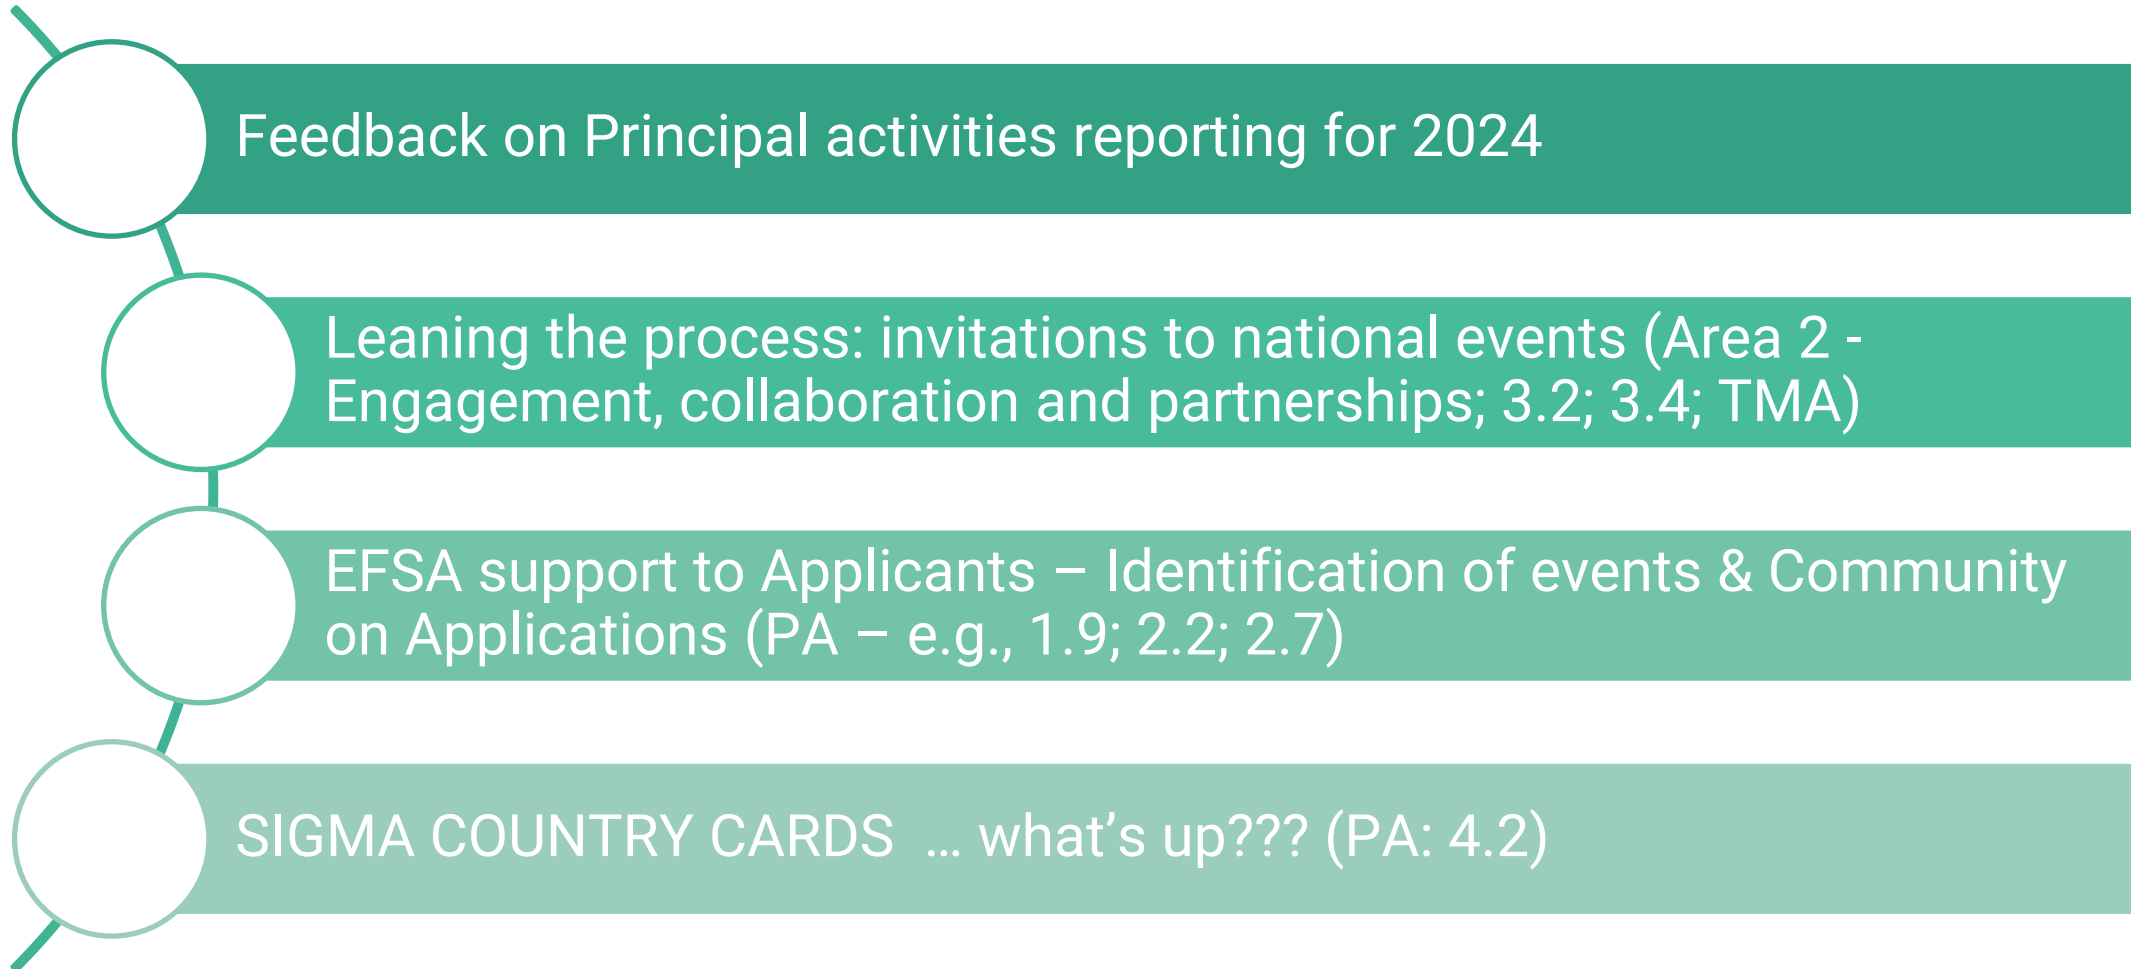 Feedback on Principal activities reporting for 2024
Leaning the process: invitations to national events (Area 2 -
Engagement, collaboration and partnerships; 3.2; 3.4; TMA)
EFSA support to Applicants – Identification of events & Community
on Applications (PA – e.g., 1.9; 2.2; 2.7)
SIGMA COUNTRY CARDS  … what’s up??? (PA: 4.2)